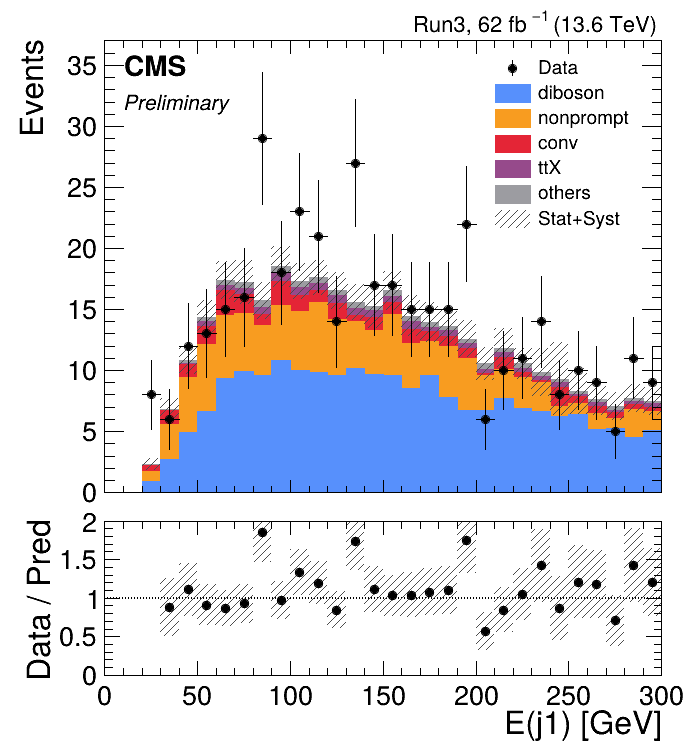 Run3, 62 fb⁻¹ (13.6 TeV)
Events
35
30
25
20
15
10
5
0
CMS
Preliminary
Data
diboson
nonprompt
conv
ttX
others
Stat+Syst
Data / Pred
2
1.5
1
0.5
0
0 50 100 150 200 250 300
E(j1) [GeV]